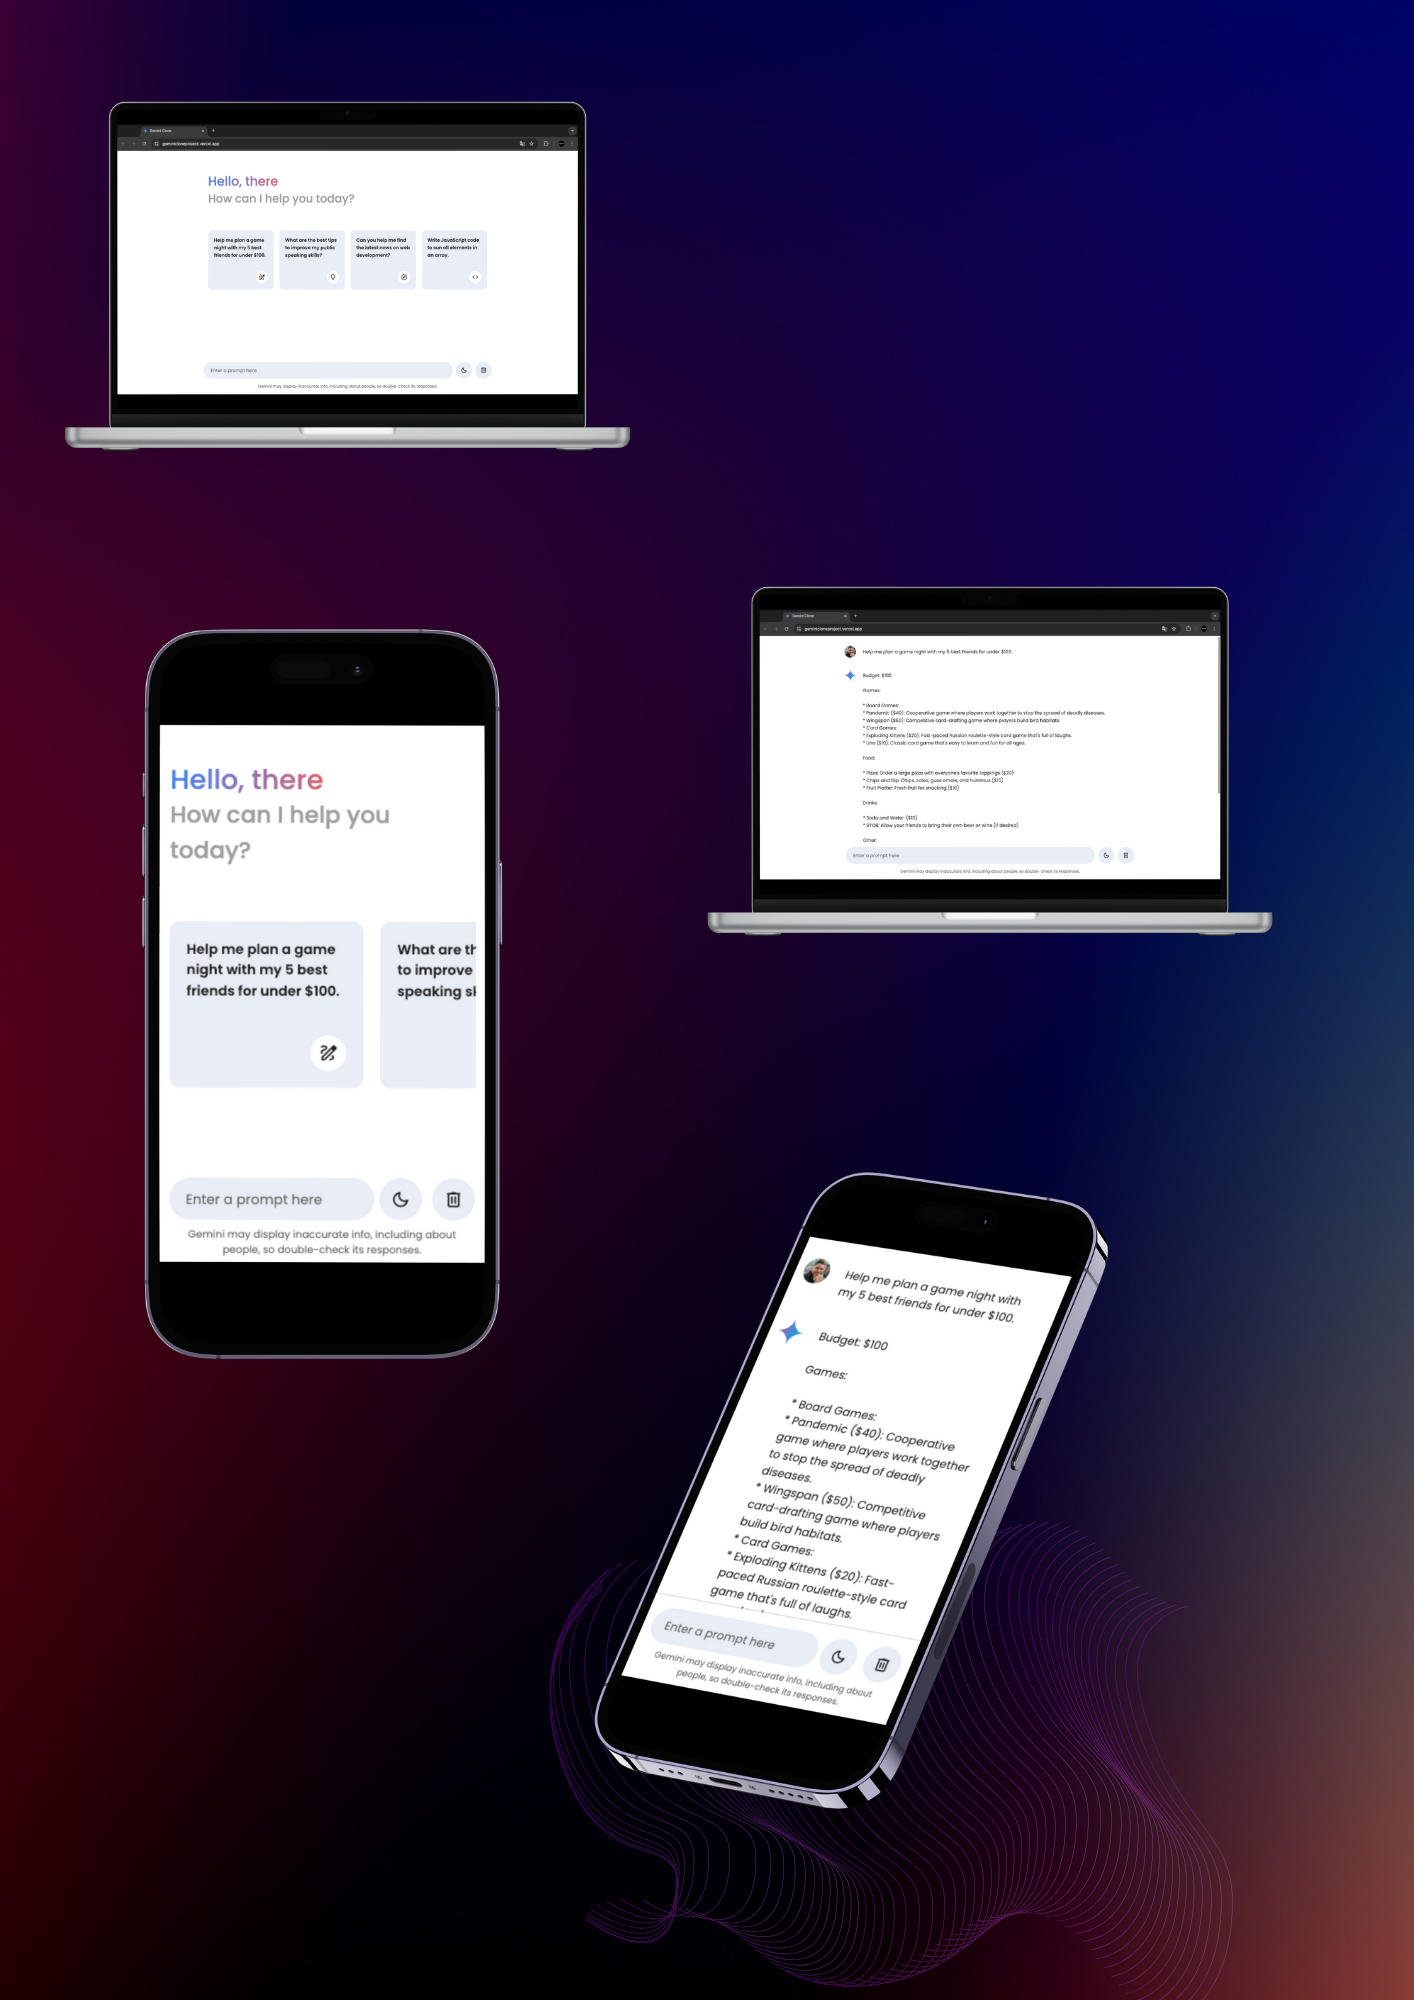 Gemini Clone
geminicloneproject.vercel.app
Hello, there
How can I help you today?
Help me plan a game
night with my 5 best
friends for under $100.
What are the best tips
to improve my public
speaking skills?
Can you help me find
the latest news on web
development?
Write JavaScript code
to sun all elements in
an array.
Enter a prompt here
Gemini may display inaccurate info, including about people, so double-check its responses.
Gemini Clone
geminicloneproject.vercel.app
Help me plan a game night with my 5 best friends for under $100.
Budget: $100
Games:
* Board Games:
* Pandemic ($40): Cooperative game where players work together to stop the spread of deadly diseases.
* Wingspan ($50): Competitive card-drafting game where players build bird habitats.
* Card Games:
* Exploding Kittens ($20): Fast-paced Russian roulette-style card game that's full of laughs.
* Uno ($10): Classic card game that's easy to learn and fun for all ages.
Food:
* Pizza: Order a large pizza with everyone's favorite toppings ($20)
* Chips and Dip: Chips, salsa, guacamole, and hummus ($15)
* Fruit Platter: Fresh fruit for snacking ($10)
Drinks:
* Soda and Water: ($10)
* BYOB: Allow your friends to bring their own beer or wine (if desired)
Other:
Enter a prompt here
Gemini may display inaccurate info, including about people, so double-check its responses.
Hello, there
How can I help you
today?
Help me plan a game
night with my 5 best
friends for under $100.
What are th
to improve
speaking sk
Enter a prompt here
Gemini may display inaccurate info, including about
people, so double-check its responses.
Help me plan a game night with
my 5 best friends for under $100.
Budget: $100
Games:
* Board Games:
* Pandemic ($40): Cooperative
game where players work together
to stop the spread of deadly
diseases.
* Wingspan ($50): Competitive
card-drafting game where players
build bird habitats.
* Card Games:
* Exploding Kittens ($20): Fast-
paced Russian roulette-style card
game that's full of laughs.
Enter a prompt here
Gemini may display inaccurate info, including about
people, so double-check its responses.